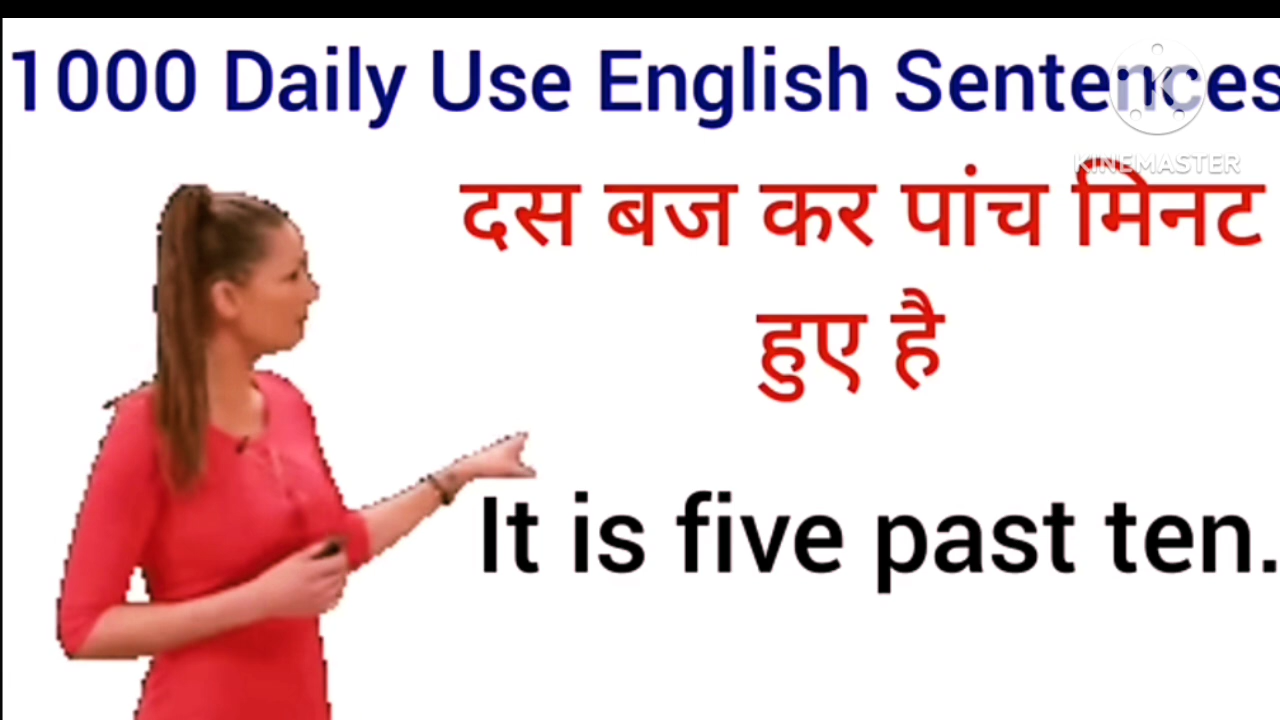 1000 Daily Use English Sentences
KINEMASTER
दस बज कर पांच मिनट
हुए है
It is five past ten.